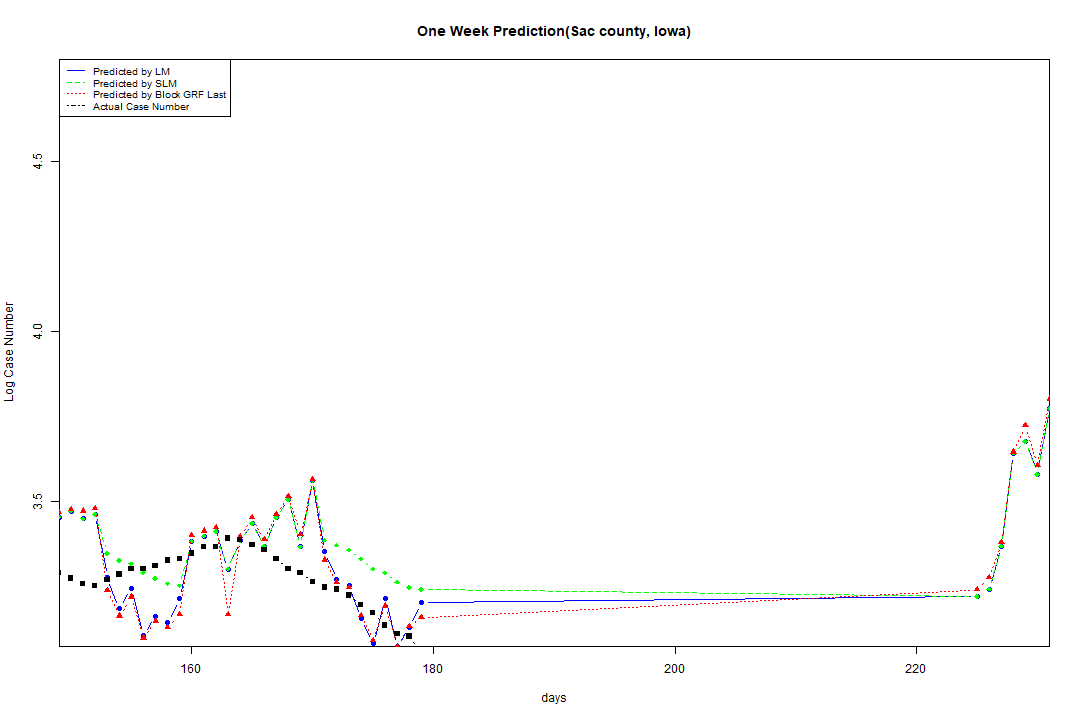 One Week Prediction(Sac county, Iowa)
Predicted by LM
Predicted by SLM
Predicted by Block GRF Last
Actual Case Number
4.5
4.0
3.5
Log Case Number
160
180
200
220
days